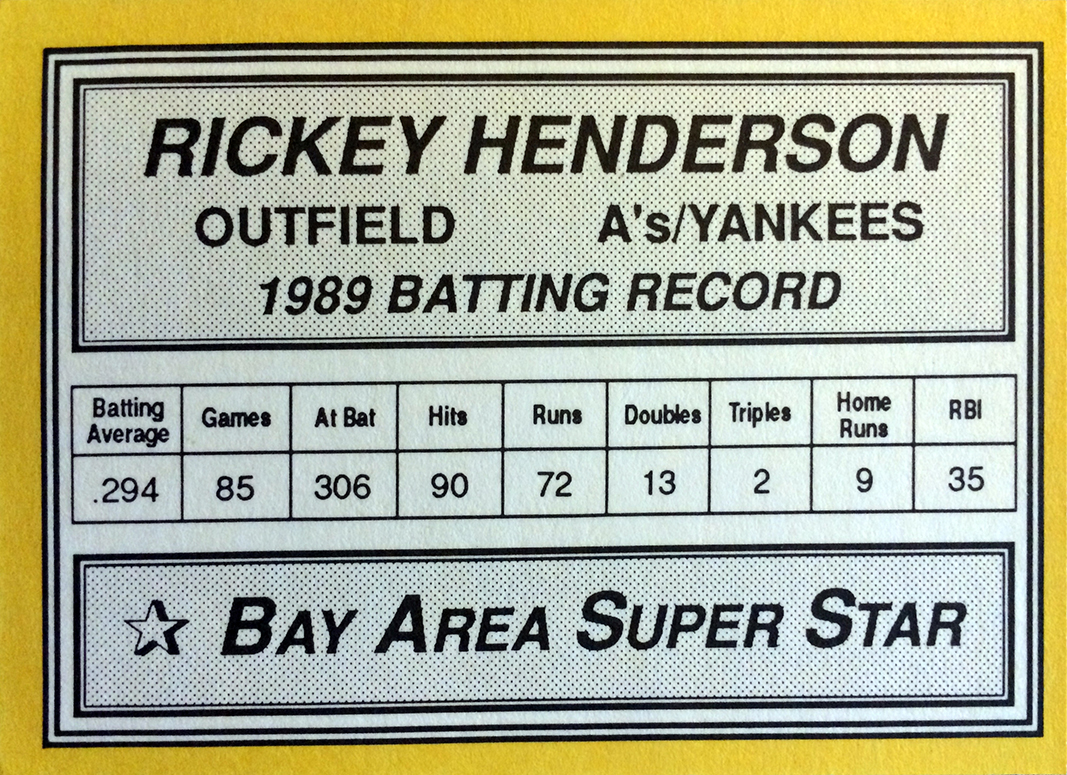 RICKEY HENDERSON
OUTFIELD A's/YANKEES
1989 BATTING RECORD
Batting Average Games At Bat Hits Runs Doubles Triples Home Runs RBI
.294 85 306 90 72 13 2 9 35
BAY AREA SUPER STAR